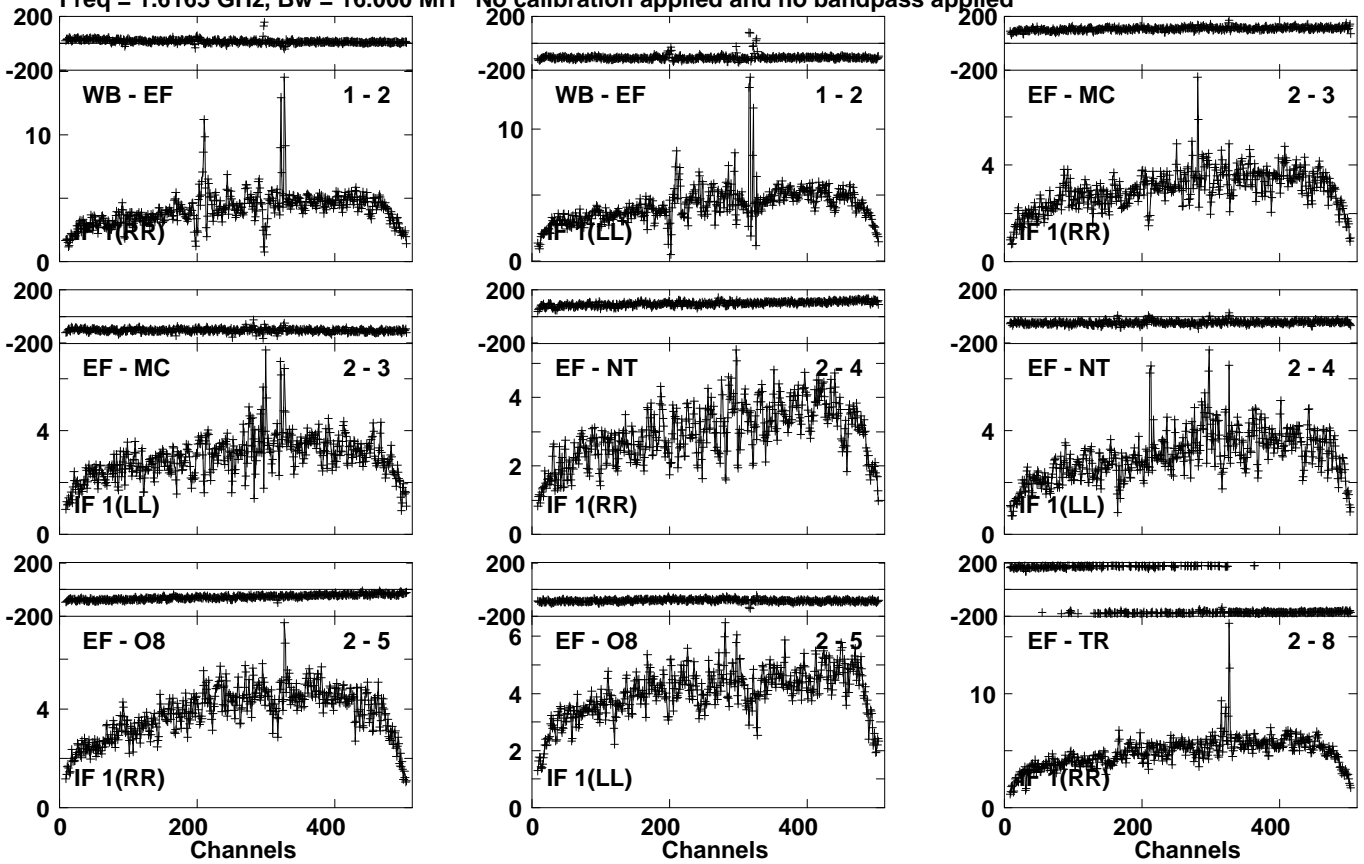 Freq = 1.6163 GHz, Bw = 16.000 MH No calibration applied and no bandpass applied
200
-200
WB - EF 1 - 2
10
IF 1(RR)
0
200
-200
WB - EF 1 - 2
10
IF 1(LL)
0
200
-200
EF - MC 2 - 3
4
IF 1(RR)
0
200
-200
EF - MC 2 - 3
4
IF 1(LL)
0
200
-200
EF - NT 2 - 4
4
2
IF 1(RR)
0
200
-200
EF - NT 2 - 4
4
IF 1(LL)
0
200
-200
EF - O8 2 - 5
4
IF 1(RR)
0
0 200 400
Channels
200
-200
6
EF - O8 2 - 5
4
2
IF 1(LL)
0
0 200 400
Channels
200
-200
EF - TR 2 - 8
10
IF 1(RR)
0
0 200 400
Channels